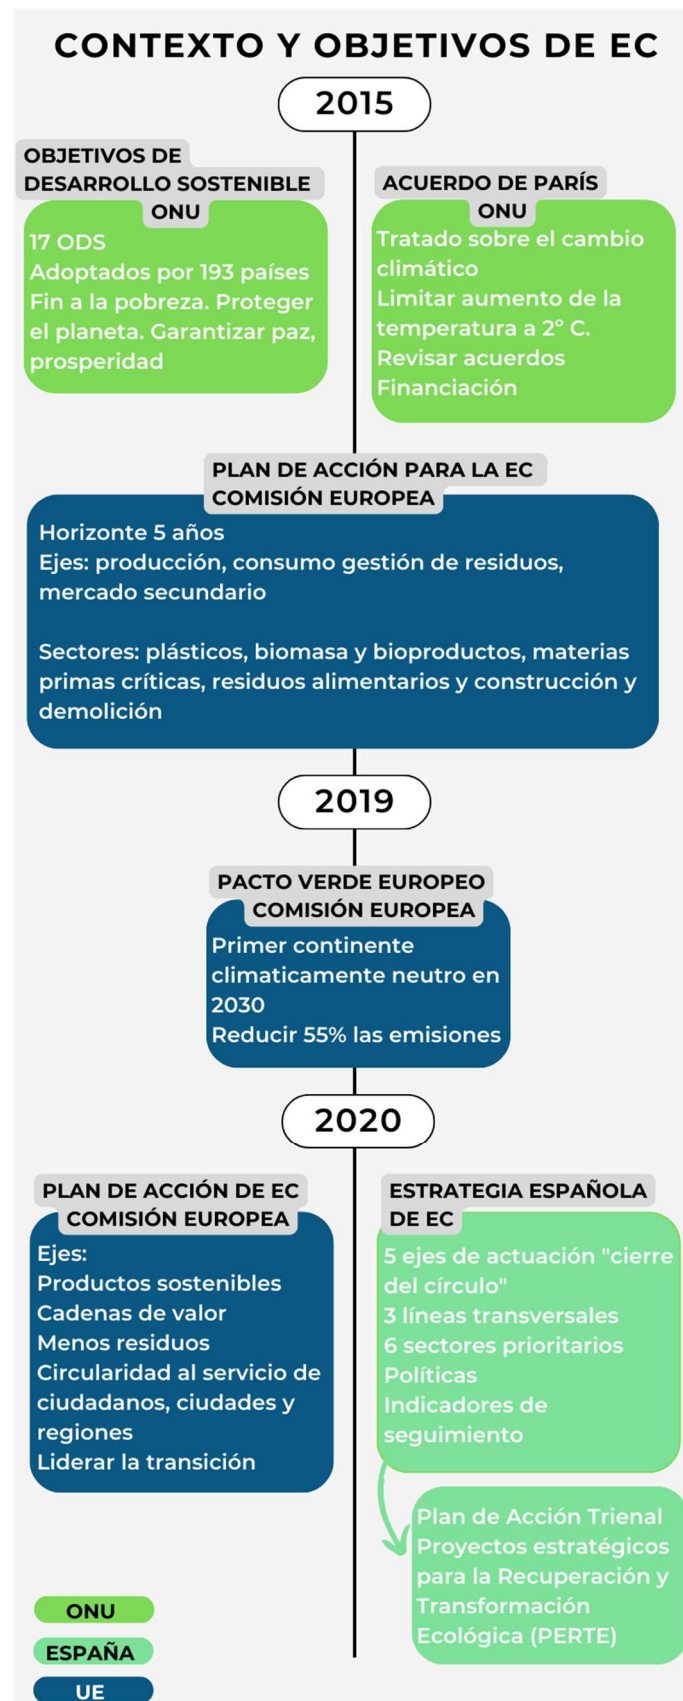 CONTEXTO Y OBJETIVOS DE EC
2015
OBJETIVOS DE
DESARROLLO SOSTENIBLE
ONU
17 ODS
Adoptados por 193 países
Fin a la pobreza. Proteger
el planeta. Garantizar paz,
prosperidad
ACUERDO DE PARÍS
ONU
Tratado sobre el cambio
climático
Limitar aumento de la
temperatura a 2º C.
Revisar acuerdos
Financiación
PLAN DE ACCIÓN PARA LA EC
COMISIÓN EUROPEA
Horizonte 5 años
Ejes: producción, consumo gestión de residuos,
mercado secundario
Sectores: plásticos, biomasa y bioproductos, materias
primas críticas, residuos alimentarios y construcción y
demolición
2019
PACTO VERDE EUROPEO
COMISIÓN EUROPEA
Primer continente
climaticamente neutro en
2030
Reducir 55% las emisiones
2020
PLAN DE ACCIÓN DE EC
COMISIÓN EUROPEA
Ejes:
Productos sostenibles
Cadenas de valor
Menos residuos
Circularidad al servicio de
ciudadanos, ciudades y
regiones
Liderar la transición
ESTRATEGIA ESPAÑOLA
DE EC
5 ejes de actuación "cierre
del círculo"
3 líneas transversales
6 sectores prioritarios
Políticas
Indicadores de
seguimiento
Plan de Acción Trienal
Proyectos estratégicos
para la Recuperación y
Transformación
Ecológica (PERTE)
ONU
ESPAÑA
UE